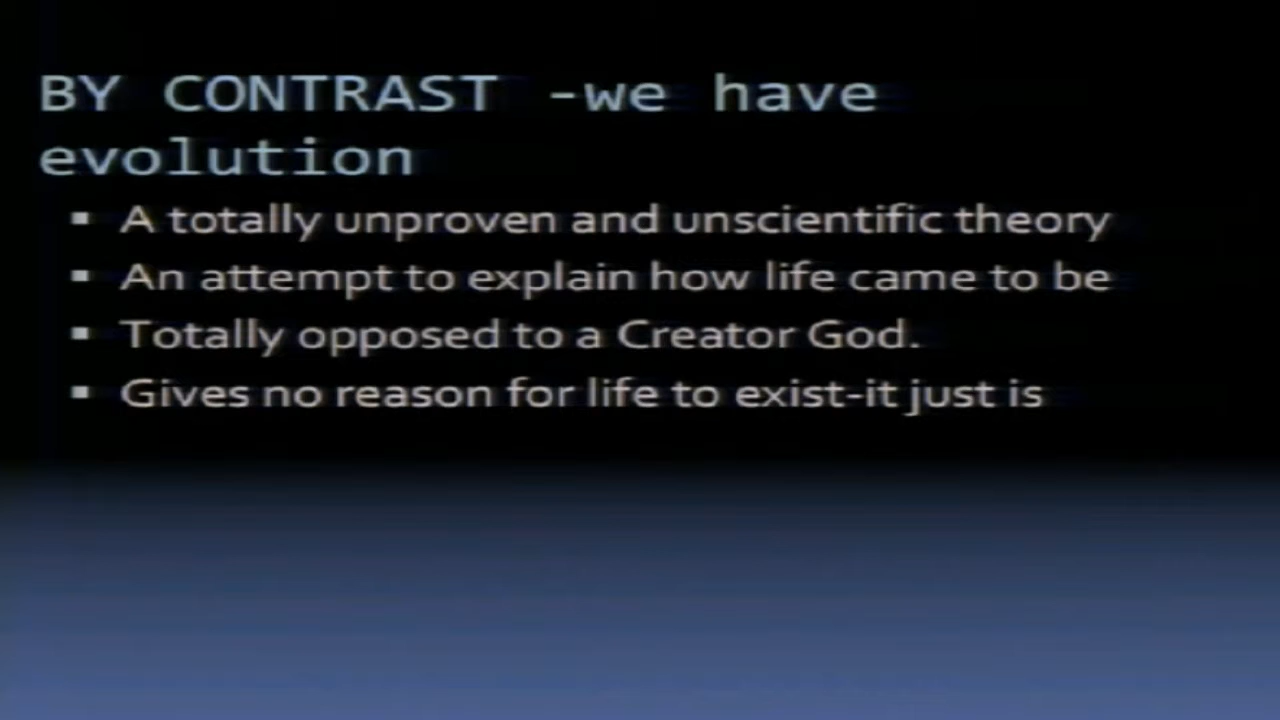 BY CONTRAST -we have
evolution
▪ A totally unproven and unscientific theory
▪ An attempt to explain how life came to be
▪ Totally opposed to a Creator God.
▪ Gives no reason for life to exist-it just is